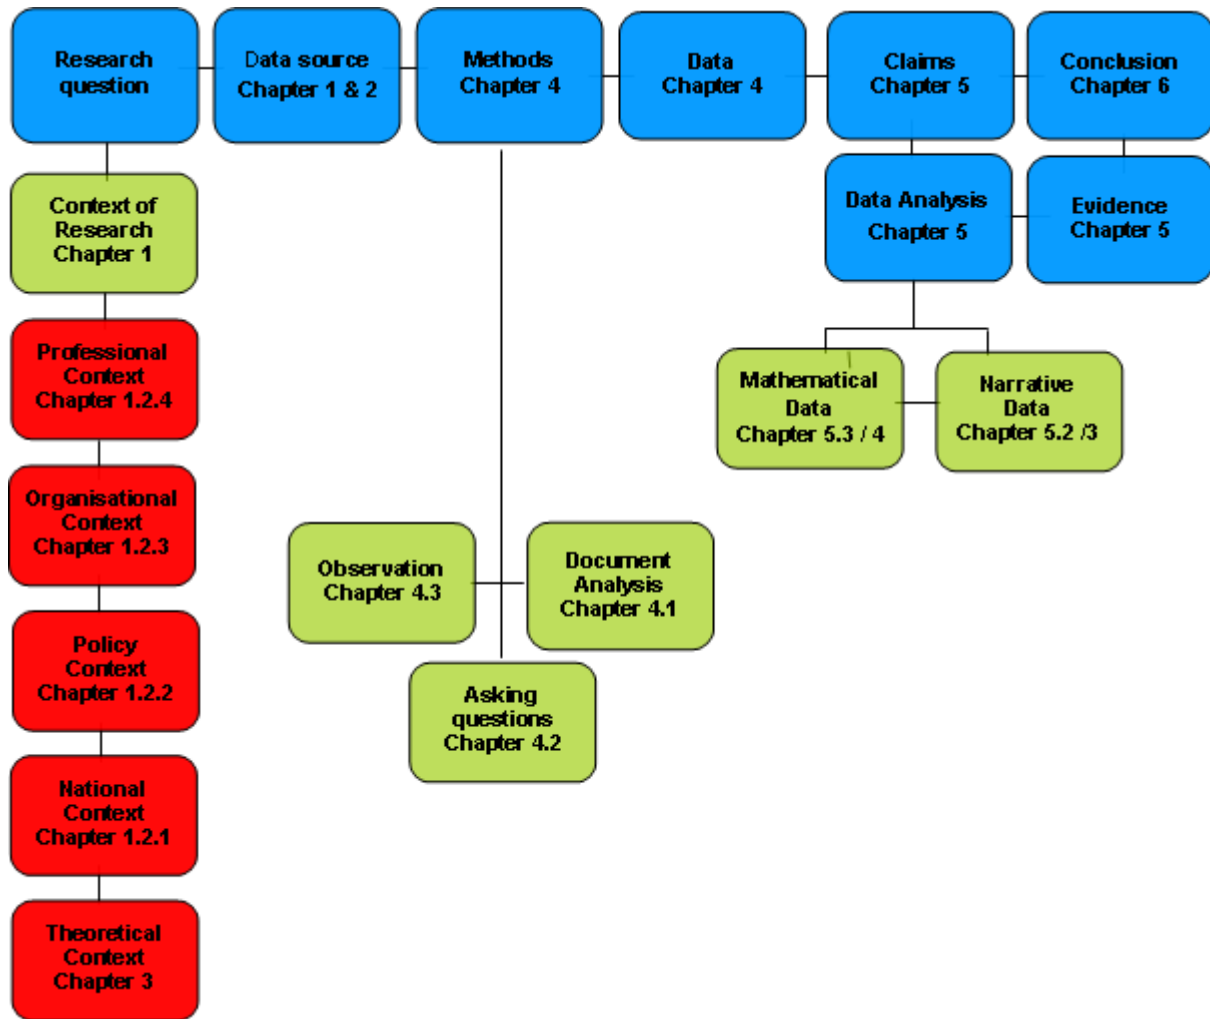 Research
question
Data source
Chapter 1 & 2
Methods
Chapter 4
Data
Chapter 4
Claims
Chapter 5
Conclusion
Chapter 6
Context of
Research
Chapter 1
Data Analysis
Chapter 5
Evidence
Chapter 5
Professional
Context
Chapter 1.2.4
Mathematical
Data
Chapter 5.3 / 4
Narrative
Data
Chapter 5.2 /3
Organisational
Context
Chapter 1.2.3
Observation
Chapter 4.3
Document
Analysis
Chapter 4.1
Policy
Context
Chapter 1.2.2
Asking
questions
Chapter 4.2
National
Context
Chapter 1.2.1
Theoretical
Context
Chapter 3